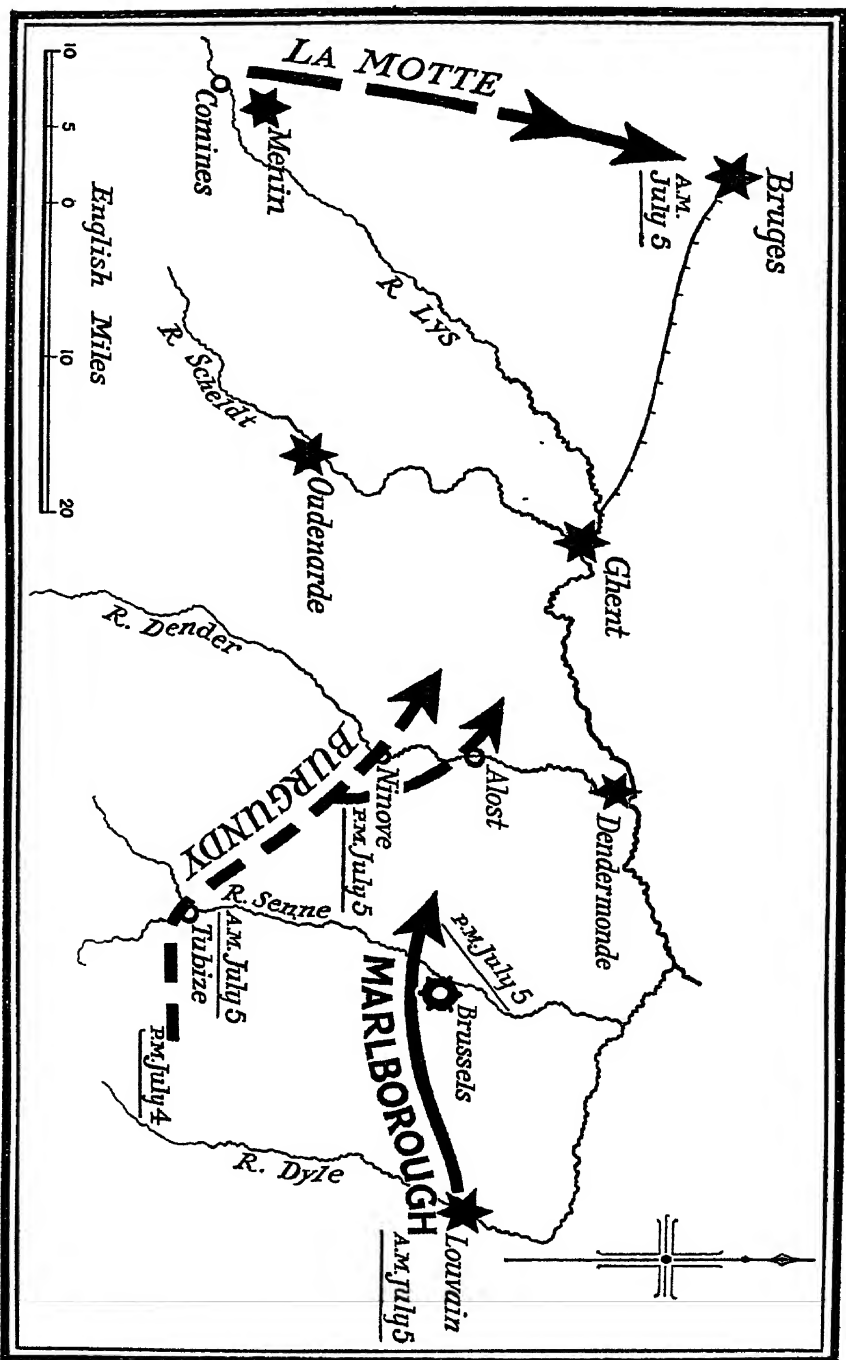 LA MOTTE
Bruges
A.M.
July 5
Menin
Comines
R. Lys
R. Scheldt
Ghent
Oudenarde
R. Dender
Dendermonde
Alost
Ninove
P.M. July 5
BURGUNDY
R. Senne
Tubize
A.M. July 5
P.M. July 4
P.M. July 5
Brussels
MARLBOROUGH
Louvain
A.M. July 5
R. Dyle
English Miles
10 5 0 10 20